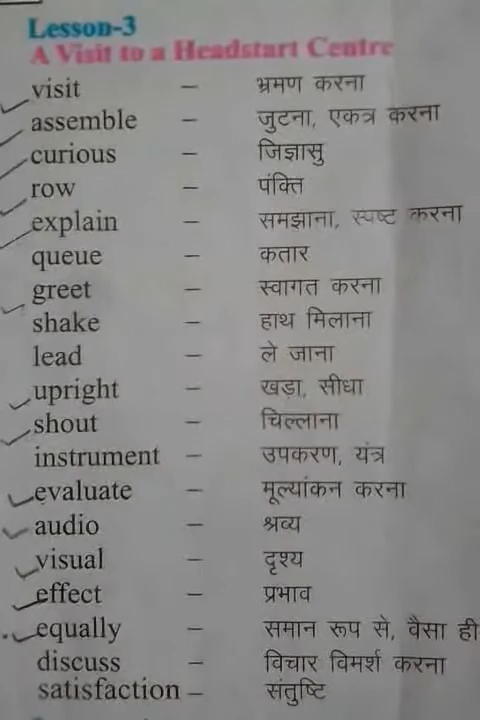 Lesson-3
A Visit to a Headstart Centre
visit – भ्रमण करना
assemble – जुटना, एकत्र करना
curious – जिज्ञासु
row – पंक्ति
explain – समझाना, स्पष्ट करना
queue – कतार
greet – स्वागत करना
shake – हाथ मिलाना
lead – ले जाना
upright – खड़ा, सीधा
shout – चिल्लाना
instrument – उपकरण, यंत्र
evaluate – मूल्यांकन करना
audio – श्रव्य
visual – दृश्य
effect – प्रभाव
equally – समान रूप से, वैसा ही
discuss – विचार विमर्श करना
satisfaction – संतुष्टि